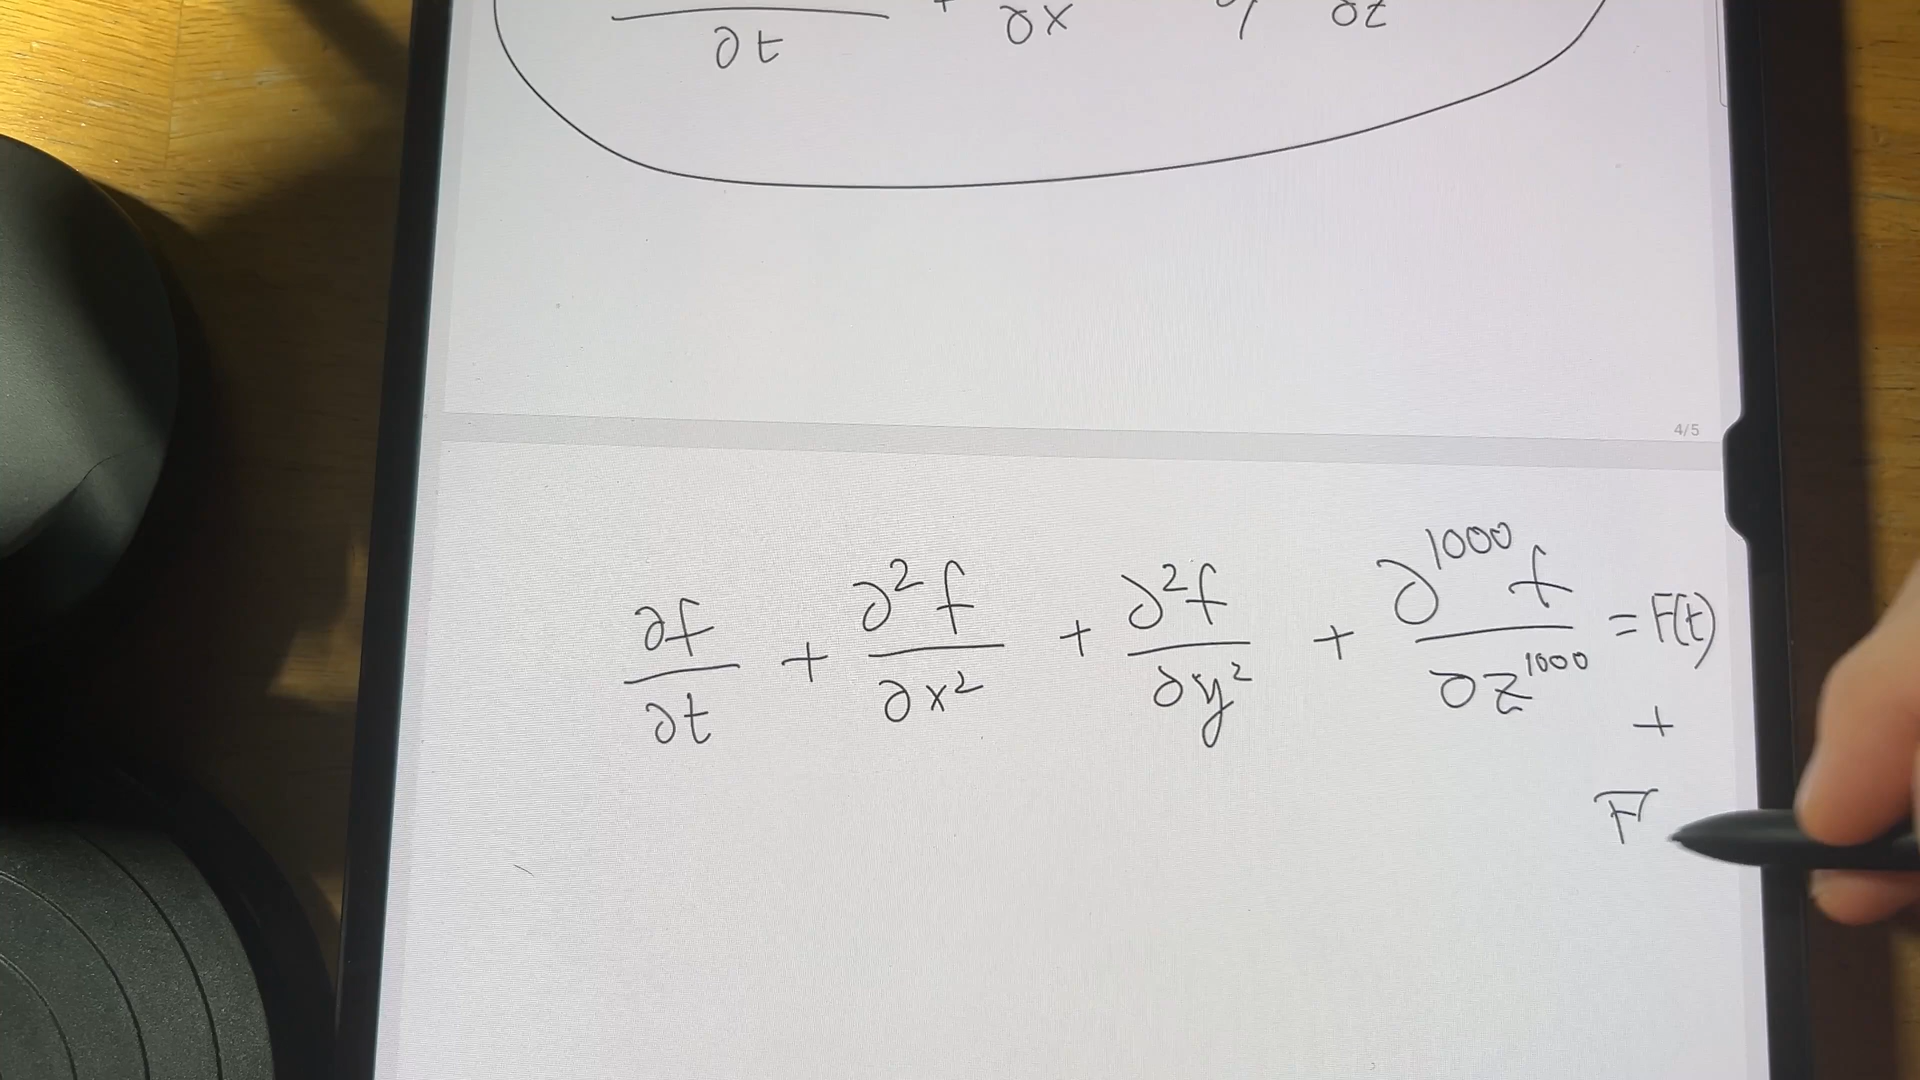 ∂t + ∂x ∂z
4/5
∂f/∂t + ∂²f/∂x² + ∂²f/∂y² + ∂¹⁰⁰⁰f/∂z¹⁰⁰⁰ = F(t)
+
F